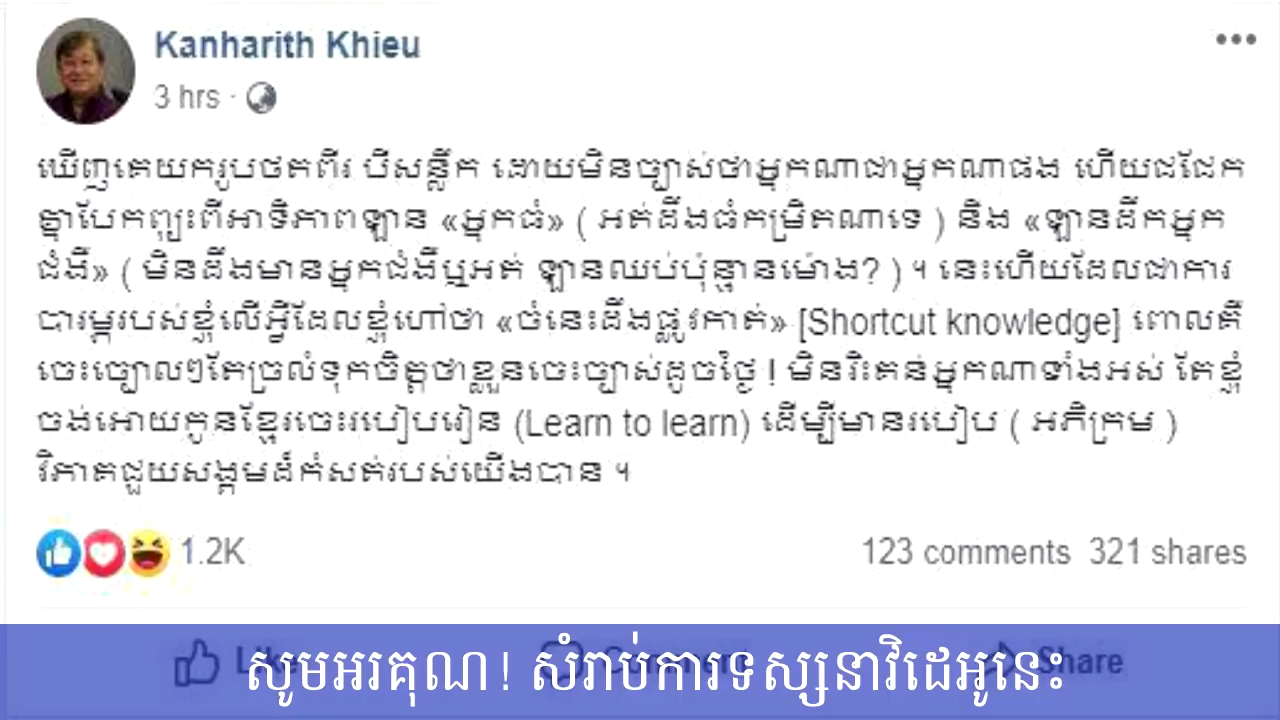 Kanharith Khieu
3 hrs ·
ឃើញគេយករូបថតពីរ បីសន្លឹក ដោយមិនច្បាស់ថាអ្នកណាជាអ្នកណាផង ហើយជជែក
គ្នាបែកព្យុះពីអាទិភាពឡាន «អ្នកធំ» ( អត់ដឹងធំកម្រិតណាទេ ) និង «ឡានដឹកអ្នក
ជំងឺ» ( មិនដឹងមានអ្នកជំងឺឬអត់ ឡានឈប់ប៉ុន្មានម៉ោង? ) ។ នេះហើយដែលជាការ
បារម្ភរបស់ខ្ញុំលើអ្វីដែលខ្ញុំហៅថា «ចំនេះដឹងផ្លូវកាត់» [Shortcut knowledge] ពោលគឺ
ចេះច្បោលៗតែច្រលំទុកចិត្តថាខ្លួនចេះច្បាស់ដូចថ្ងៃ ! មិនរិះគន់អ្នកណាទាំងអស់ តែខ្ញុំ
ចង់អោយកូនខ្មែរចេះរបៀបរៀន (Learn to learn) ដើម្បីមានរបៀប ( អភិក្រម )
វិភាគជួយសង្គមដ៏កំសត់របស់យើងបាន ។
1.2K
123 comments 321 shares
Like Comment Share
សូមអរគុណ! សំរាប់ការទស្សនាវិដេអូនេះ